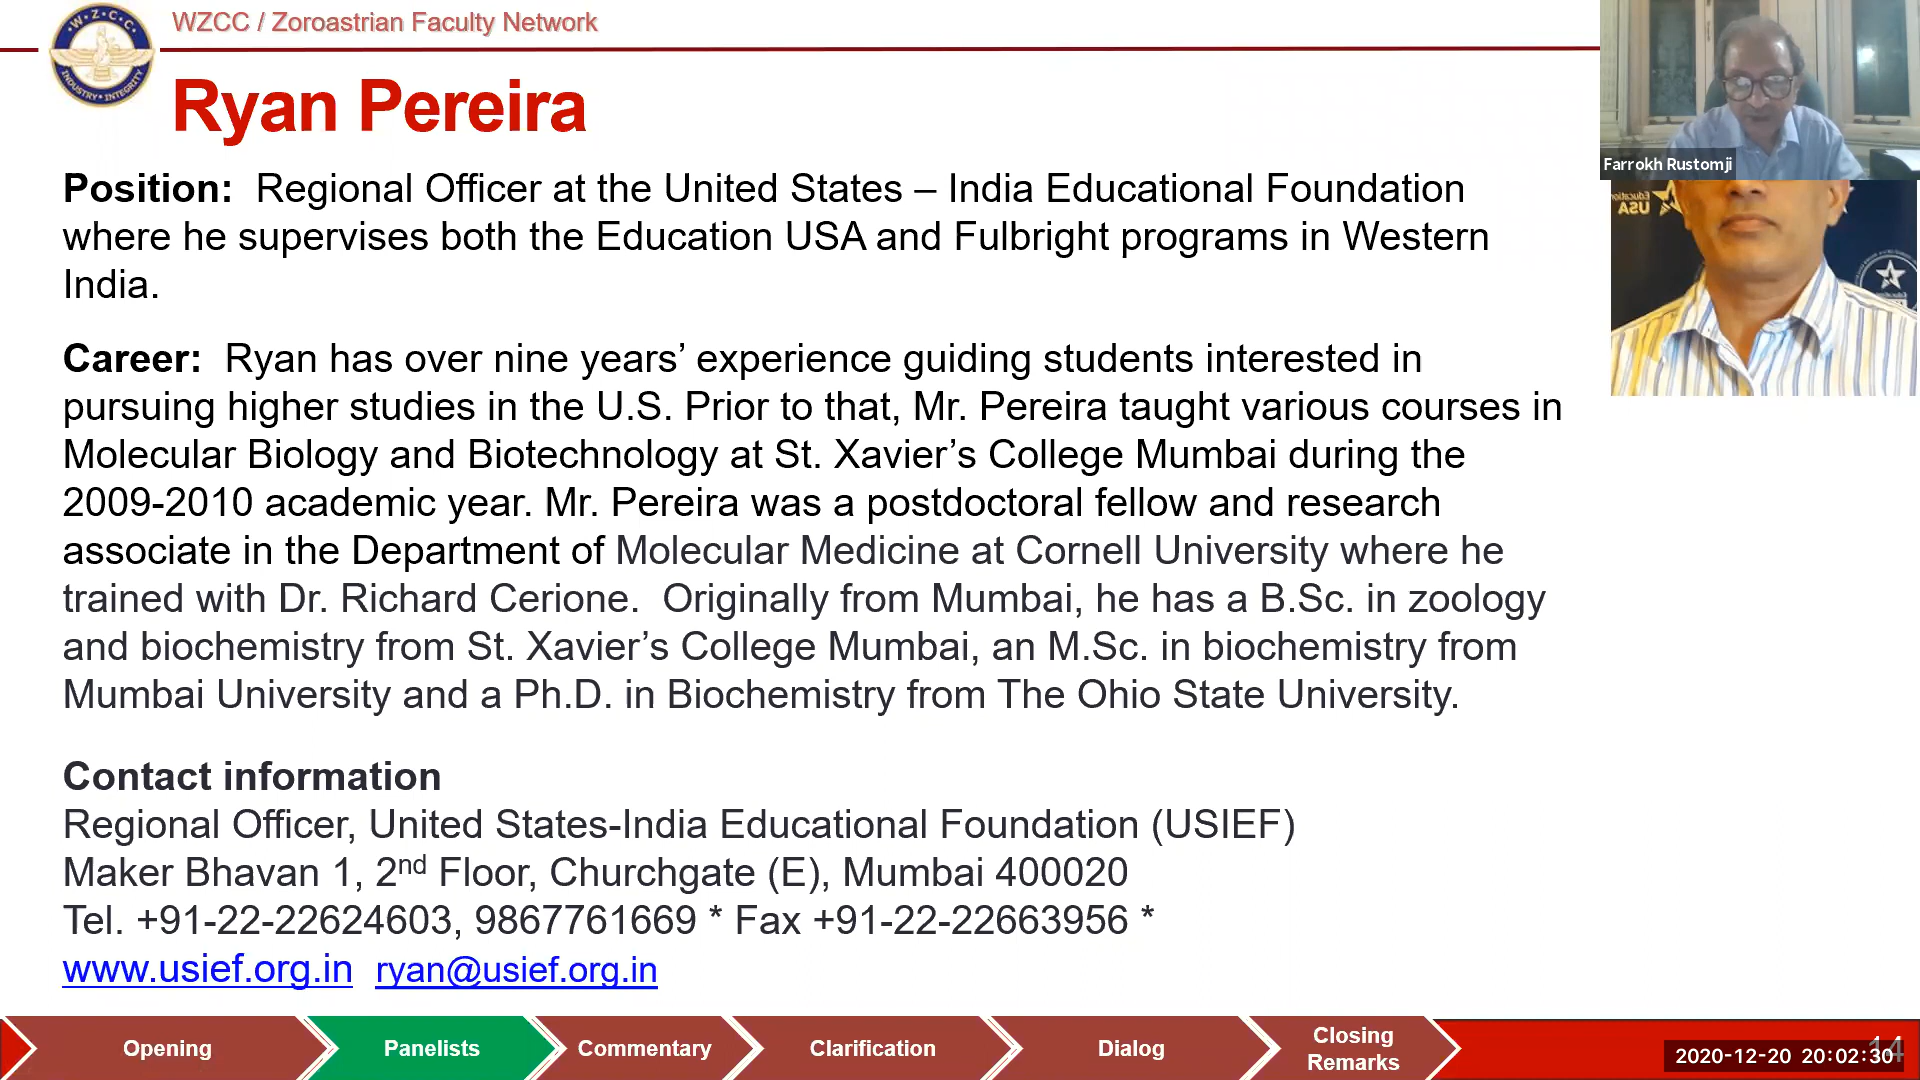 W.Z.C.C
INDUSTRY • INTEGRITY
WZCC / Zoroastrian Faculty Network
Ryan Pereira
Farrokh Rustomji
Education
USA
Position: Regional Officer at the United States – India Educational Foundation
where he supervises both the Education USA and Fulbright programs in Western
India.
Career: Ryan has over nine years’ experience guiding students interested in
pursuing higher studies in the U.S. Prior to that, Mr. Pereira taught various courses in
Molecular Biology and Biotechnology at St. Xavier’s College Mumbai during the
2009-2010 academic year. Mr. Pereira was a postdoctoral fellow and research
associate in the Department of Molecular Medicine at Cornell University where he
trained with Dr. Richard Cerione. Originally from Mumbai, he has a B.Sc. in zoology
and biochemistry from St. Xavier’s College Mumbai, an M.Sc. in biochemistry from
Mumbai University and a Ph.D. in Biochemistry from The Ohio State University.
Contact information
Regional Officer, United States-India Educational Foundation (USIEF)
Maker Bhavan 1, 2nd Floor, Churchgate (E), Mumbai 400020
Tel. +91-22-22624603, 9867761669 * Fax +91-22-22663956 *
www.usief.org.in ryan@usief.org.in
Opening
Panelists
Commentary
Clarification
Dialog
Closing
Remarks
14
2020-12-20 20:02:30